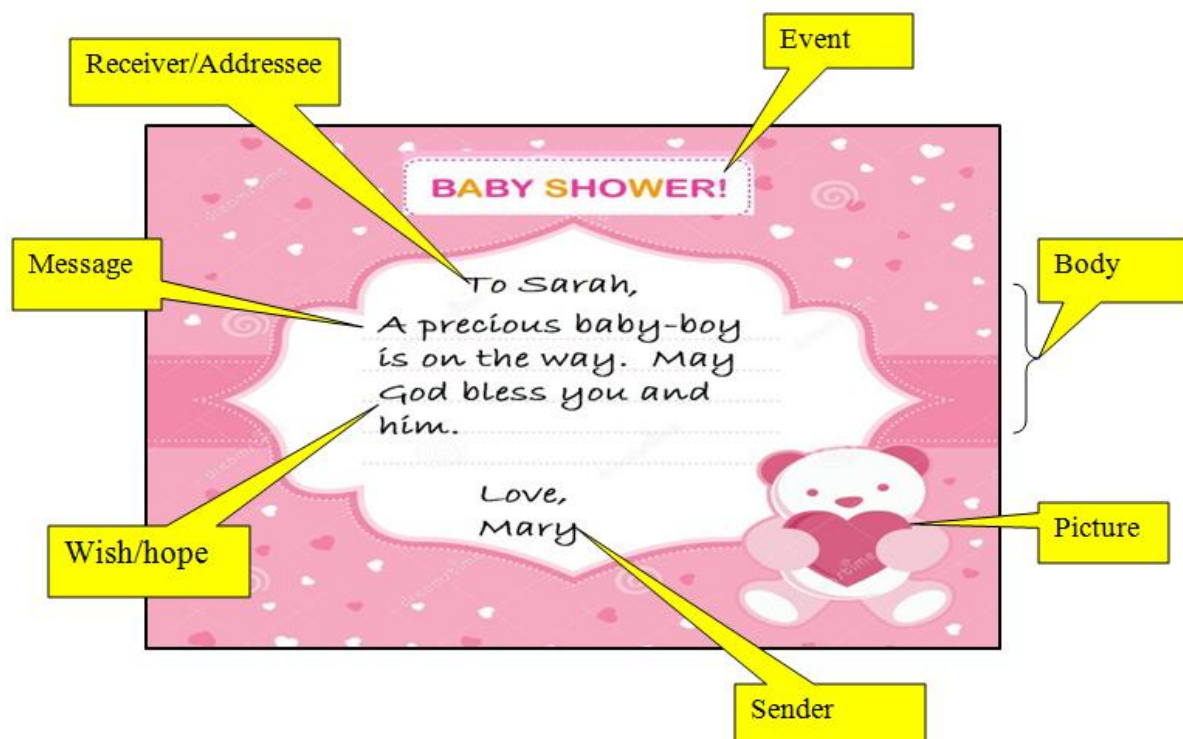 Event
Receiver/Addressee
BABY SHOWER!
Message
Body
To Sarah,
A precious baby-boy
is on the way. May
God bless you and
him.
Love,
Mary
Wish/hope
Picture
Sender